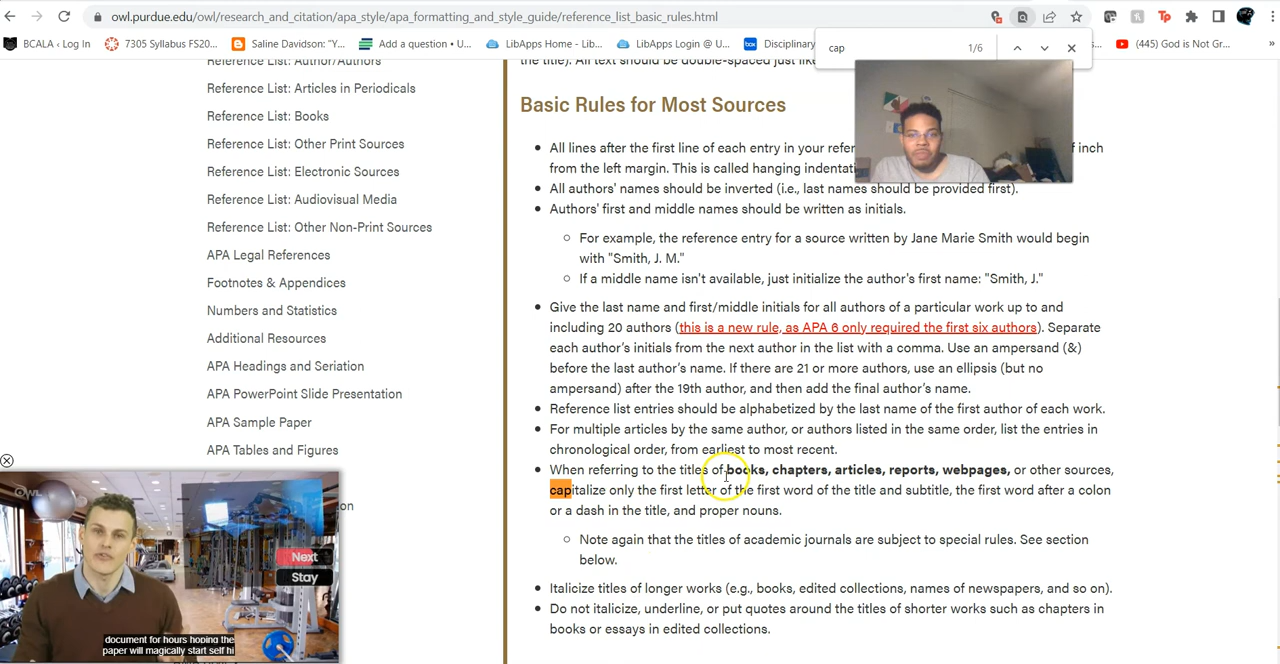 owl.purdue.edu/owl/research_and_citation/apa_style/apa_formatting_and_style_guide/reference_list_basic_rules.html
BCALA ‹ Log In
7305 Syllabus FS20...
Saline Davidson: "Y...
Add a question • U...
LibApps Home - Lib...
LibApps Login @ U...
box
Disciplinary
(445) God is Not Gr...
»
Tp
cap
1/6
Reference List: Author/Authors
Reference List: Articles in Periodicals
Reference List: Books
Reference List: Other Print Sources
Reference List: Electronic Sources
Reference List: Audiovisual Media
Reference List: Other Non-Print Sources
APA Legal References
Footnotes & Appendices
Numbers and Statistics
Additional Resources
APA Headings and Seriation
APA PowerPoint Slide Presentation
APA Sample Paper
APA Tables and Figures
on
OWL
Next
Stay
document for hours hoping the
paper will magically start self hi
the title). All text should be double-spaced just like
Basic Rules for Most Sources
All lines after the first line of each entry in your refer f inch
from the left margin. This is called hanging indentati
All authors' names should be inverted (i.e., last names should be provided first).
Authors' first and middle names should be written as initials.
For example, the reference entry for a source written by Jane Marie Smith would begin
with "Smith, J. M."
If a middle name isn't available, just initialize the author's first name: "Smith, J."
Give the last name and first/middle initials for all authors of a particular work up to and
including 20 authors (this is a new rule, as APA 6 only required the first six authors). Separate
each author's initials from the next author in the list with a comma. Use an ampersand (&)
before the last author's name. If there are 21 or more authors, use an ellipsis (but no
ampersand) after the 19th author, and then add the final author's name.
Reference list entries should be alphabetized by the last name of the first author of each work.
For multiple articles by the same author, or authors listed in the same order, list the entries in
chronological order, from earliest to most recent.
When referring to the titles of books, chapters, articles, reports, webpages, or other sources,
capitalize only the first letter of the first word of the title and subtitle, the first word after a colon
or a dash in the title, and proper nouns.
Note again that the titles of academic journals are subject to special rules. See section
below.
Italicize titles of longer works (e.g., books, edited collections, names of newspapers, and so on).
Do not italicize, underline, or put quotes around the titles of shorter works such as chapters in
books or essays in edited collections.